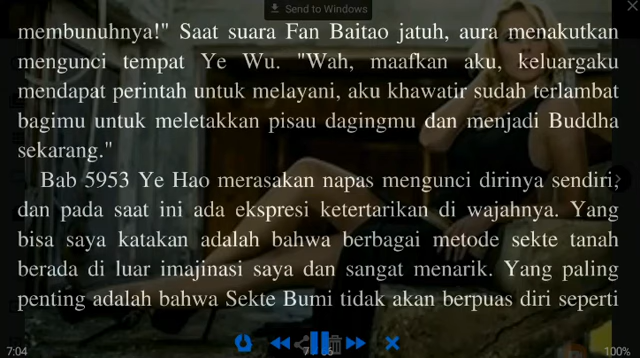 Send to Windows
membunuhnya!" Saat suara Fan Baitao jatuh, aura menakutkan
mengunci tempat Ye Wu. "Wah, maafkan aku, keluargaku
mendapat perintah untuk melayani, aku khawatir sudah terlambat
bagimu untuk meletakkan pisau dagingmu dan menjadi Buddha
sekarang."
Bab 5953 Ye Hao merasakan napas mengunci dirinya sendiri,
dan pada saat ini ada ekspresi ketertarikan di wajahnya. Yang
bisa saya katakan adalah bahwa berbagai metode sekte tanah
berada di luar imajinasi saya dan sangat menarik. Yang paling
penting adalah bahwa Sekte Bumi tidak akan berpuas diri seperti
7:04
100%